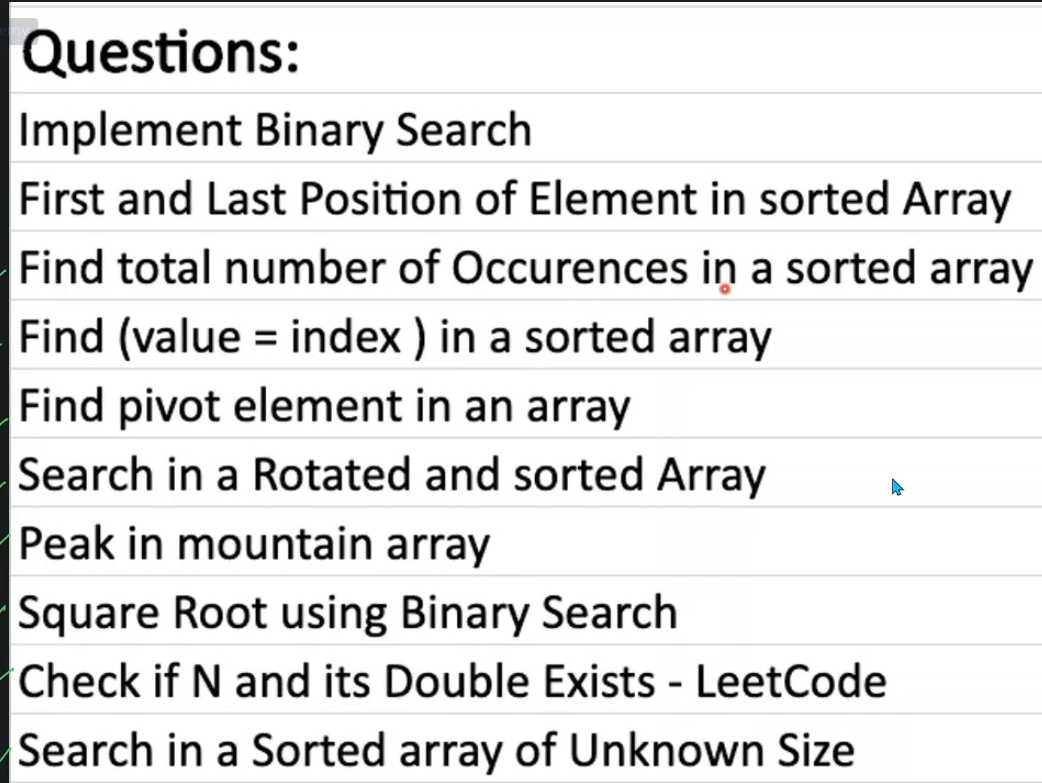 Questions:
Implement Binary Search
First and Last Position of Element in sorted Array
Find total number of Occurences in a sorted array
Find (value = index ) in a sorted array
Find pivot element in an array
Search in a Rotated and sorted Array
Peak in mountain array
Square Root using Binary Search
Check if N and its Double Exists - LeetCode
Search in a Sorted array of Unknown Size